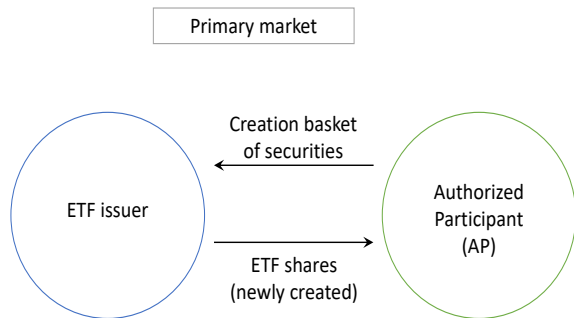 Primary market
Creation basket
of securities
ETF issuer
Authorized
Participant
(AP)
ETF shares
(newly created)